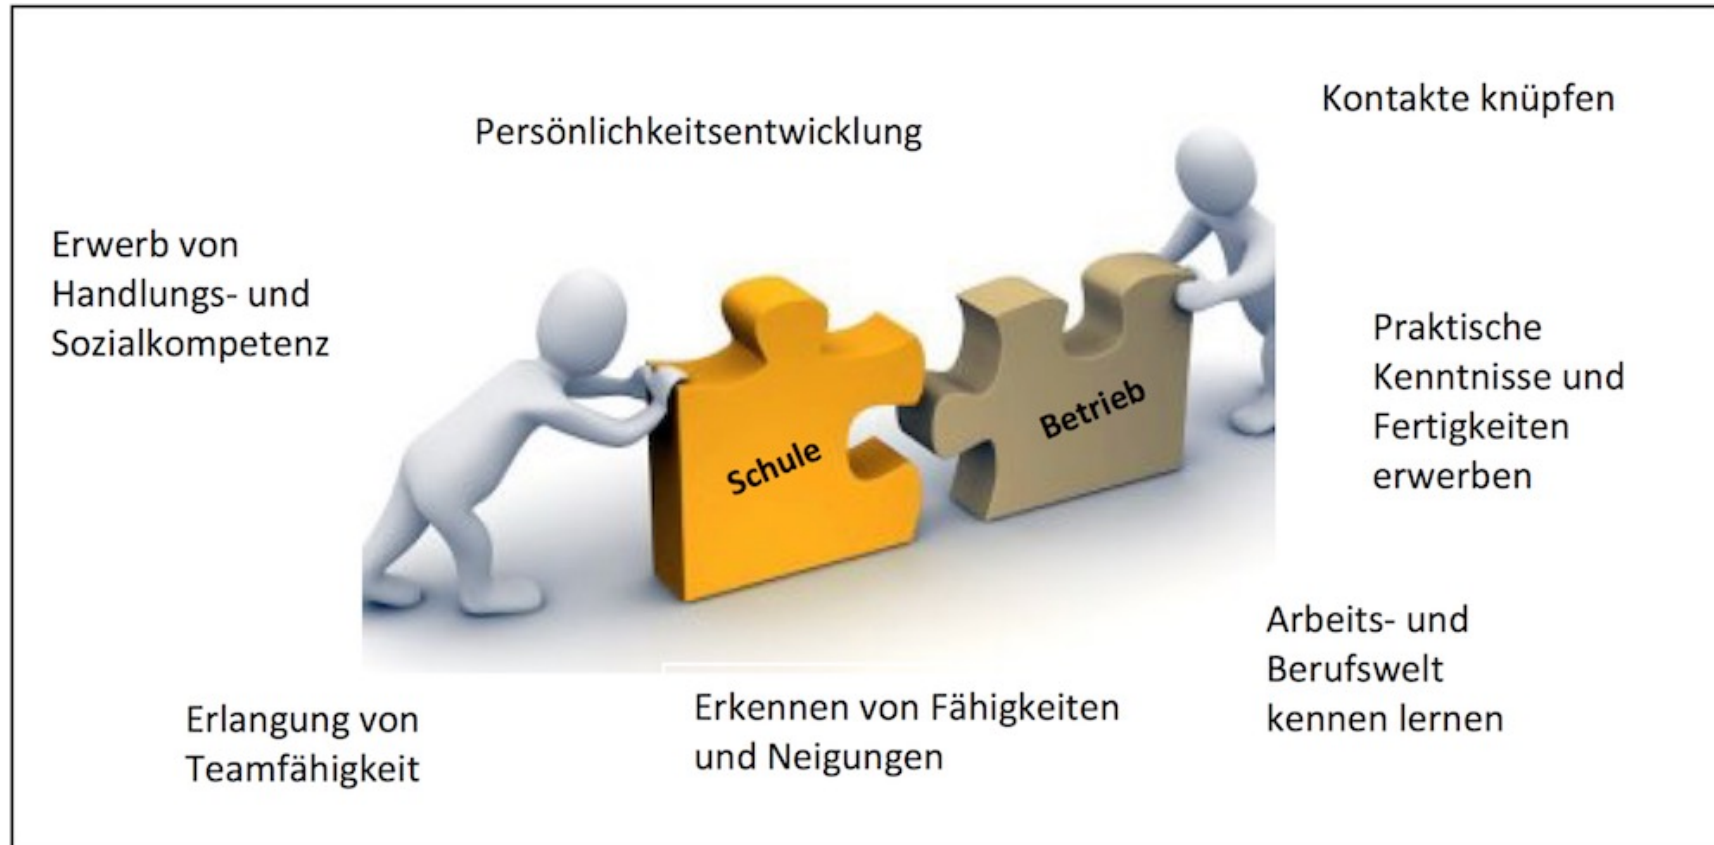 Kontakte knüpfen
Persönlichkeitsentwicklung
Erwerb von
Handlungs- und
Sozialkompetenz
Praktische
Kenntnisse und
Fertigkeiten
erwerben
Schule
Betrieb
Arbeits- und
Berufswelt
kennen lernen
Erlangung von
Teamfähigkeit
Erkennen von Fähigkeiten
und Neigungen